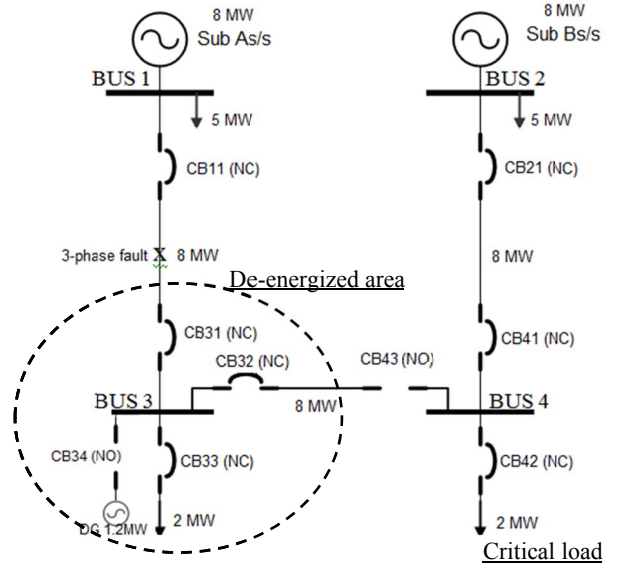 8 MW
Sub As/s
8 MW
Sub Bs/s
BUS 1
BUS 2
5 MW
5 MW
CB11 (NC)
CB21 (NC)
3-phase fault X 8 MW
8 MW
De-energized area
CB31 (NC)
CB41 (NC)
CB32 (NC)
CB43 (NO)
BUS 3
8 MW
BUS 4
CB34 (NO)
CB33 (NC)
CB42 (NC)
DG 1.2MW
2 MW
2 MW
Critical load